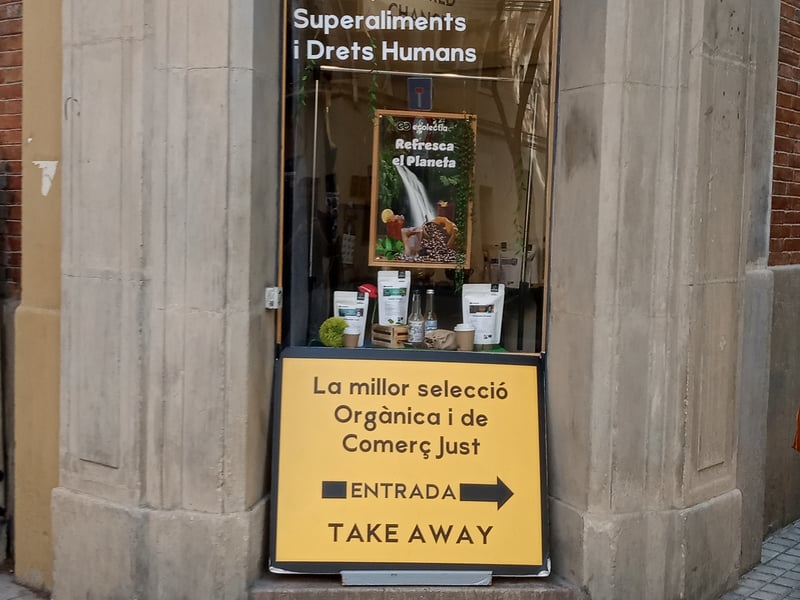 Superaliments
i Drets Humans
ecolectia
Refresca
el Planeta
La millor selecció
Orgànica i de
Comerç Just
ENTRADA
TAKE AWAY